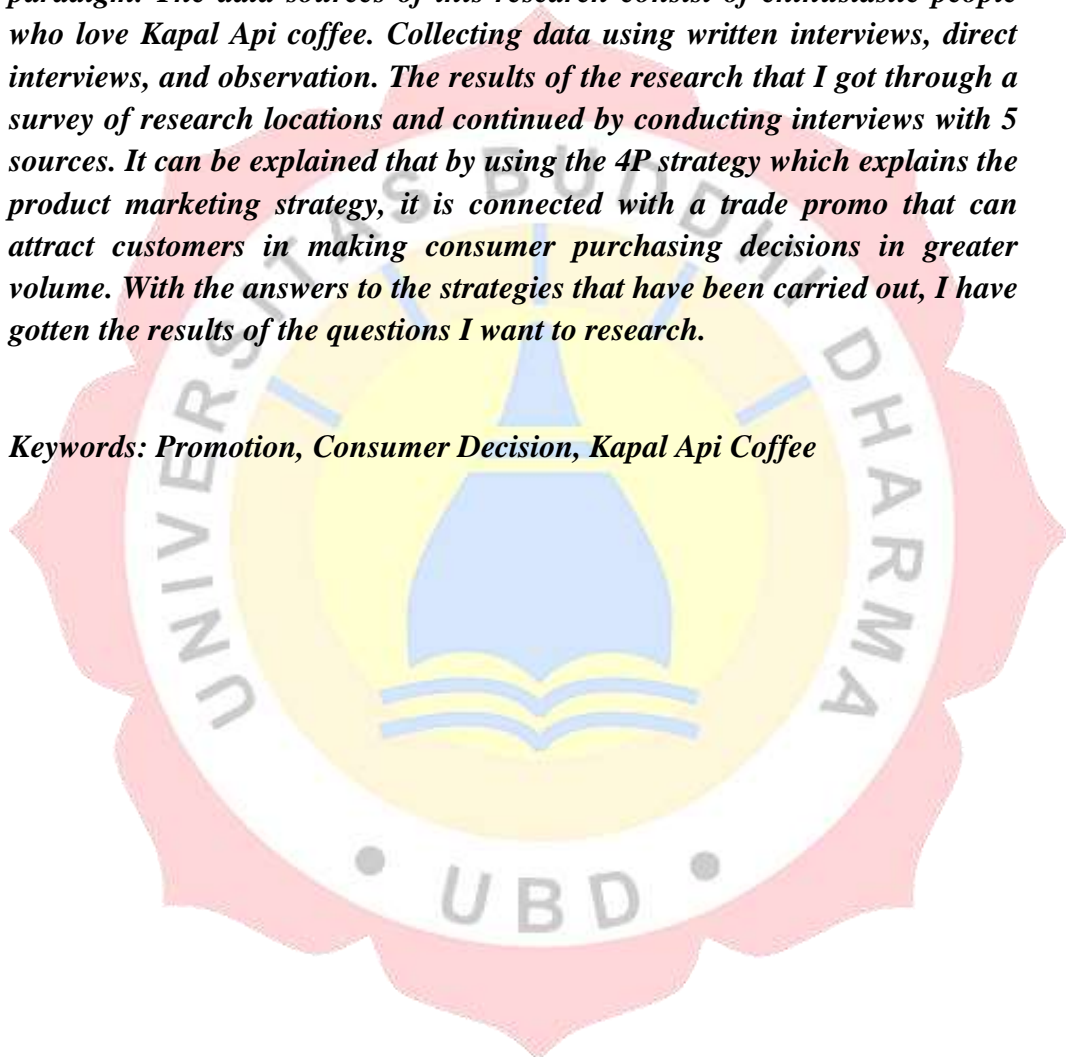 paradigm. The data sources of this research consist of enthusiastic people
who love Kapal Api coffee. Collecting data using written interviews, direct
interviews, and observation. The results of the research that I got through a
survey of research locations and continued by conducting interviews with 5
sources. It can be explained that by using the 4P strategy which explains the
product marketing strategy, it is connected with a trade promo that can
attract customers in making consumer purchasing decisions in greater
volume. With the answers to the strategies that have been carried out, I have
gotten the results of the questions I want to research.
Keywords: Promotion, Consumer Decision, Kapal Api Coffee
UNIVERSITAS BUDDHI DHARMA
• UBD •